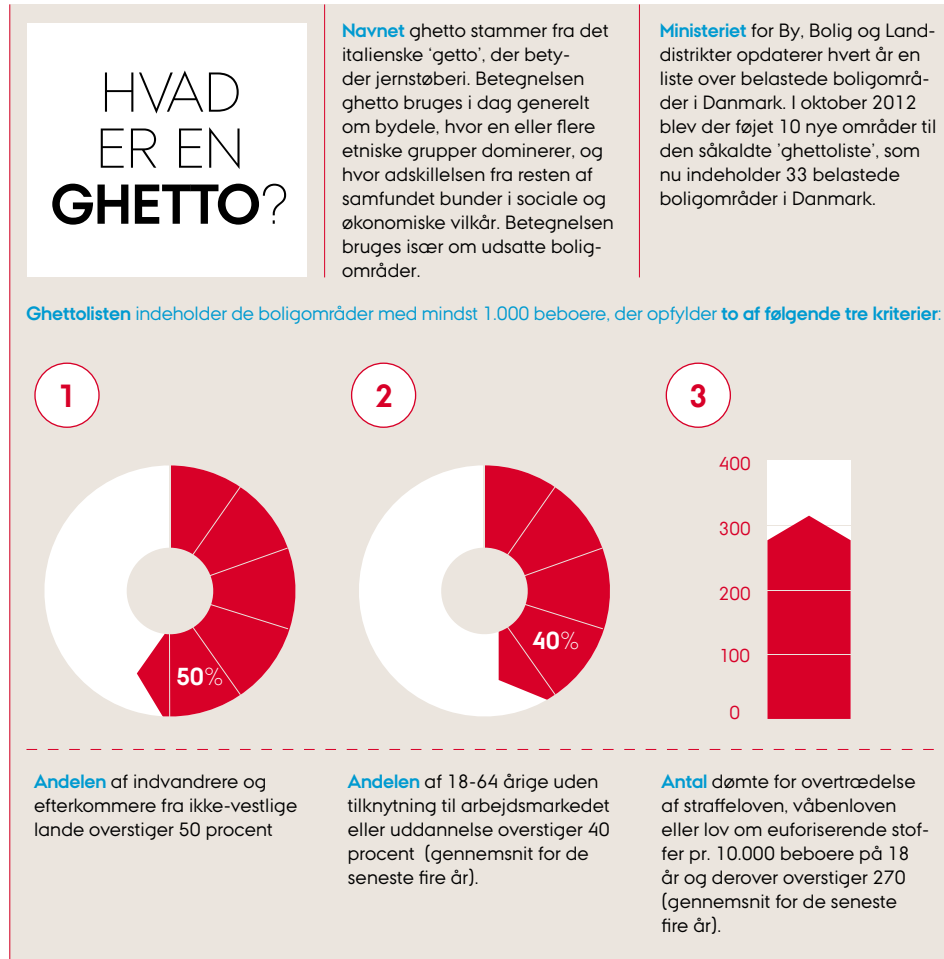 HVAD
ER EN
GHETTO?
Navnet ghetto stammer fra det
italienske ‘getto’, der bety-
der jernstøberi. Betegnelsen
ghetto bruges i dag generelt
om bydele, hvor en eller flere
etniske grupper dominerer, og
hvor adskillelsen fra resten af
samfundet bunder i sociale og
økonomiske vilkår. Betegnelsen
bruges især om udsatte bolig-
områder.
Ministeriet for By, Bolig og Land-
distrikter opdaterer hvert år en
liste over belastede boligområ-
der i Danmark. I oktober 2012
blev der føjet 10 nye områder til
den såkaldte ’ghettoliste’, som
nu indeholder 33 belastede
boligområder i Danmark.
Ghettolisten indeholder de boligområder med mindst 1.000 beboere, der opfylder to af følgende tre kriterier:
1
50%
Andelen af indvandrere og
efterkommere fra ikke-vestlige
lande overstiger 50 procent
2
40%
Andelen af 18-64 årige uden
tilknytning til arbejdsmarkedet
eller uddannelse overstiger 40
procent (gennemsnit for de
seneste fire år).
3
400
300
200
100
0
Antal dømte for overtrædelse
af straffeloven, våbenloven
eller lov om euforiserende stof-
fer pr. 10.000 beboere på 18
år og derover overstiger 270
(gennemsnit for de seneste
fire år).